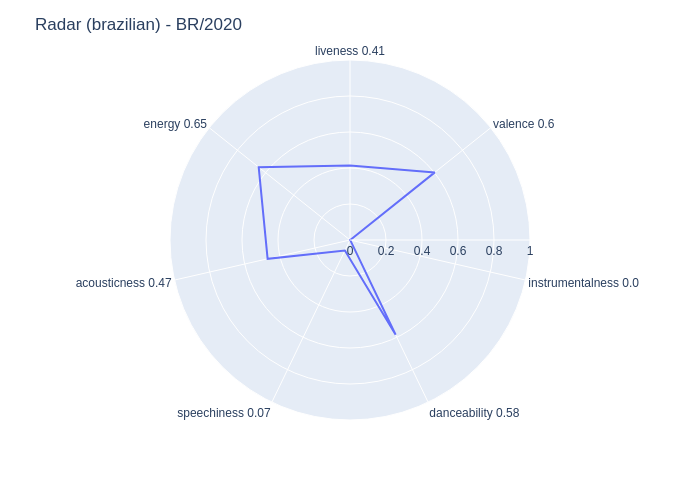 Radar (brazilian) - BR/2020
liveness 0.41
energy 0.65
valence 0.6
0
0.2
0.4
0.6
0.8
1
acousticness 0.47
instrumentalness 0.0
speechiness 0.07
danceability 0.58